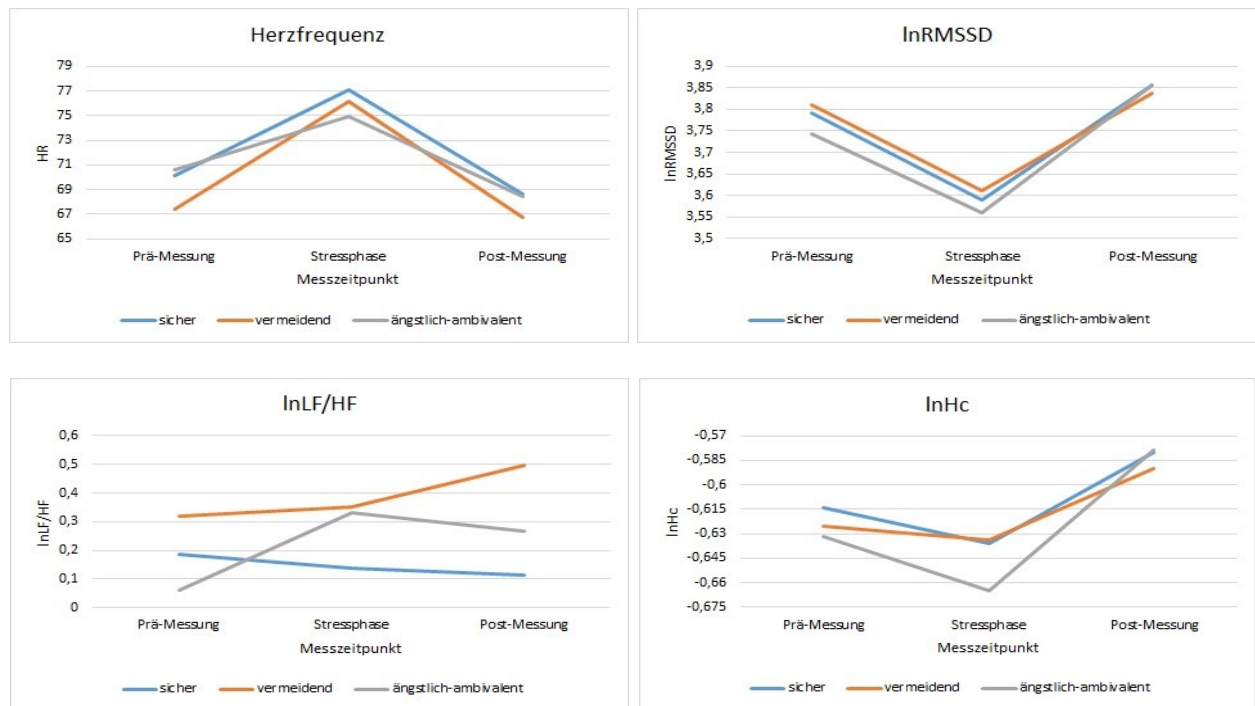 Herzfrequenz
79
77
75
73
71
69
67
65
HR
Prä-Messung Stressphase Post-Messung
Messzeitpunkt
sicher vermeidend ängstlich-ambivalent
lnRMSSD
3,9
3,85
3,8
3,75
3,7
3,65
3,6
3,55
3,5
lnRMSSD
Prä-Messung Stressphase Post-Messung
Messzeitpunkt
sicher vermeidend ängstlich-ambivalent
lnLF/HF
0,6
0,5
0,4
0,3
0,2
0,1
0
lnLF/HF
Prä-Messung Stressphase Post-Messung
Messzeitpunkt
sicher vermeidend ängstlich-ambivalent
lnHc
-0,57
-0,585
-0,6
-0,615
-0,63
-0,645
-0,66
-0,675
lnHc
Prä-Messung Stressphase Post-Messung
Messzeitpunkt
sicher vermeidend ängstlich-ambivalent